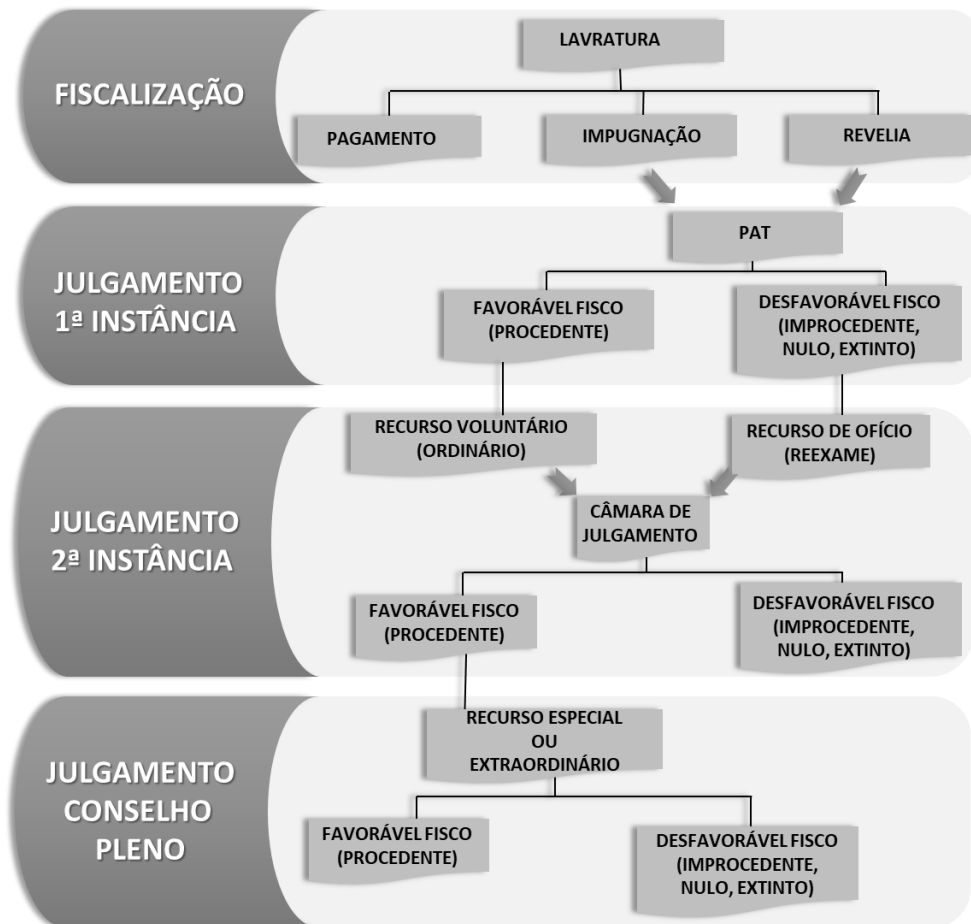 FISCALIZAÇÃO
LAVRATURA
PAGAMENTO
IMPUGNAÇÃO
REVELIA
JULGAMENTO
1ª INSTÂNCIA
PAT
FAVORÁVEL FISCO
(PROCEDENTE)
DESFAVORÁVEL FISCO
(IMPROCEDENTE,
NULO, EXTINTO)
JULGAMENTO
2ª INSTÂNCIA
RECURSO VOLUNTÁRIO
(ORDINÁRIO)
RECURSO DE OFÍCIO
(REEXAME)
CÂMARA DE
JULGAMENTO
FAVORÁVEL FISCO
(PROCEDENTE)
DESFAVORÁVEL FISCO
(IMPROCEDENTE,
NULO, EXTINTO)
JULGAMENTO
CONSELHO
PLENO
RECURSO ESPECIAL
OU
EXTRAORDINÁRIO
FAVORÁVEL FISCO
(PROCEDENTE)
DESFAVORÁVEL FISCO
(IMPROCEDENTE,
NULO, EXTINTO)